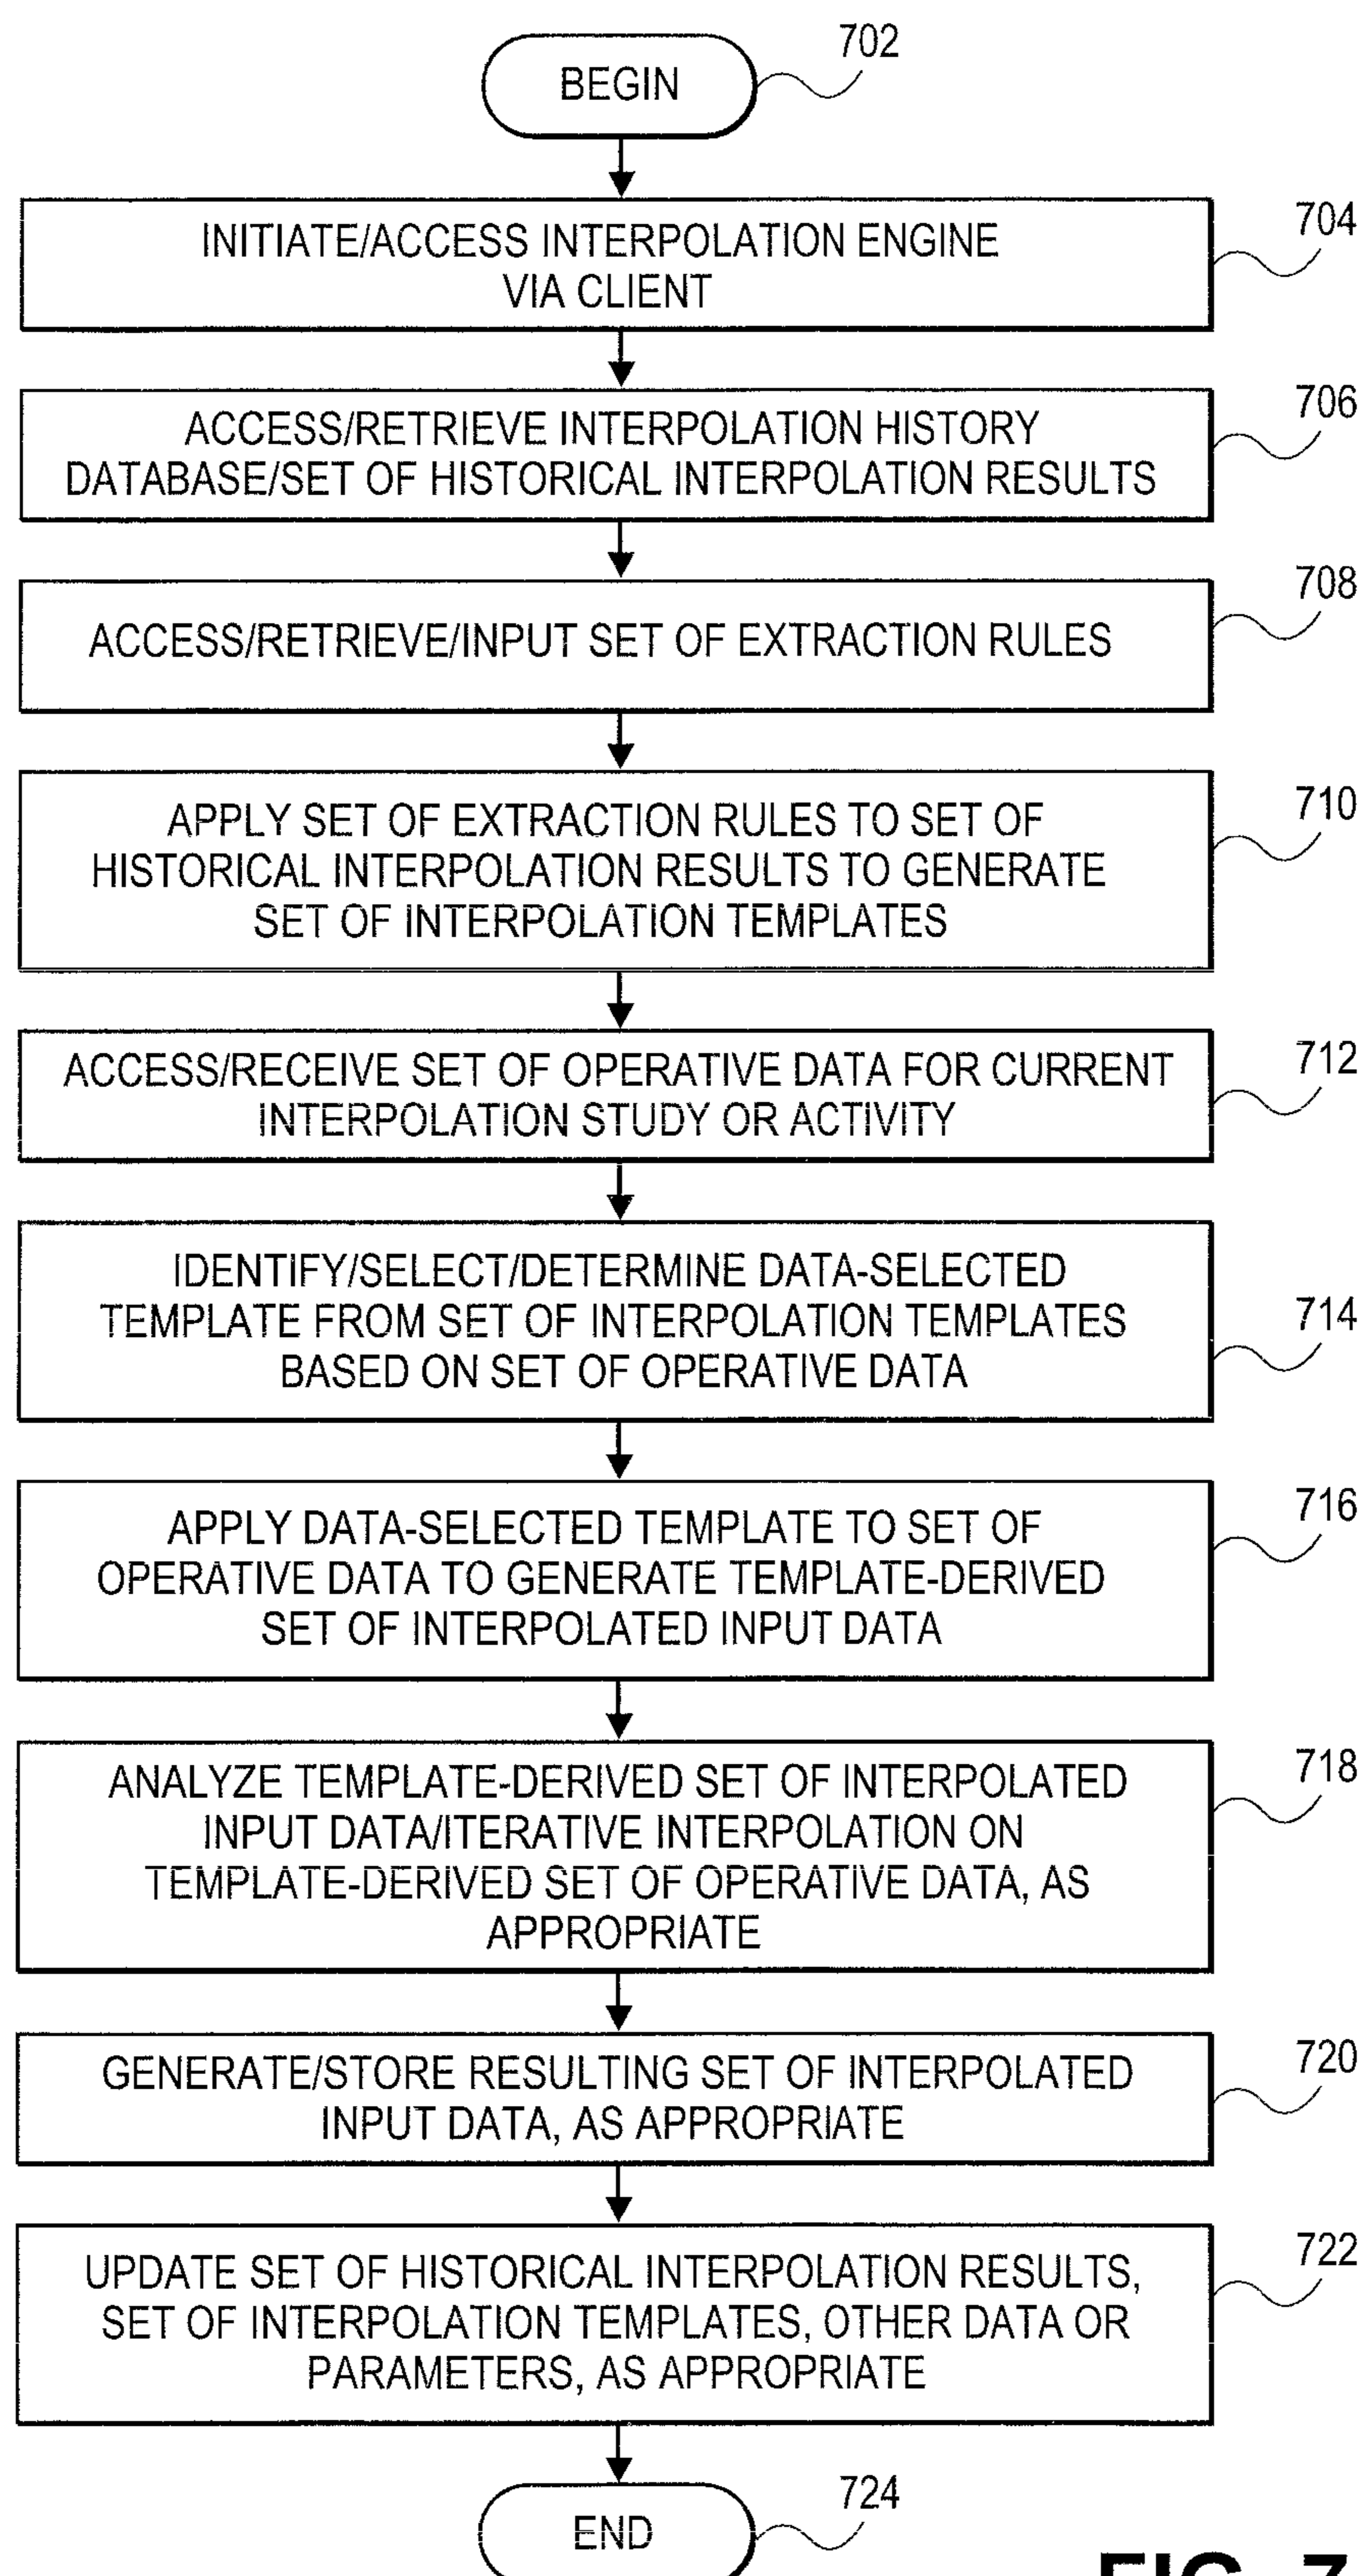 702
BEGIN
704
INITIATE/ACCESS INTERPOLATION ENGINE
VIA CLIENT
706
ACCESS/RETRIEVE INTERPOLATION HISTORY
DATABASE/SET OF HISTORICAL INTERPOLATION RESULTS
708
ACCESS/RETRIEVE/INPUT SET OF EXTRACTION RULES
710
APPLY SET OF EXTRACTION RULES TO SET OF
HISTORICAL INTERPOLATION RESULTS TO GENERATE
SET OF INTERPOLATION TEMPLATES
712
ACCESS/RECEIVE SET OF OPERATIVE DATA FOR CURRENT
INTERPOLATION STUDY OR ACTIVITY
IDENTIFY/SELECT/DETERMINE DATA-SELECTED
714
TEMPLATE FROM SET OF INTERPOLATION TEMPLATES
BASED ON SET OF OPERATIVE DATA
716
APPLY DATA-SELECTED TEMPLATE TO SET OF
OPERATIVE DATA TO GENERATE TEMPLATE-DERIVED
SET OF INTERPOLATED INPUT DATA
718
ANALYZE TEMPLATE-DERIVED SET OF INTERPOLATED
INPUT DATA/ITERATIVE INTERPOLATION ON
TEMPLATE-DERIVED SET OF OPERATIVE DATA, AS
APPROPRIATE
720
GENERATE/STORE RESULTING SET OF INTERPOLATED
INPUT DATA, AS APPROPRIATE
722
UPDATE SET OF HISTORICAL INTERPOLATION RESULTS,
SET OF INTERPOLATION TEMPLATES, OTHER DATA OR
PARAMETERS, AS APPROPRIATE
724
END
FIG. 7